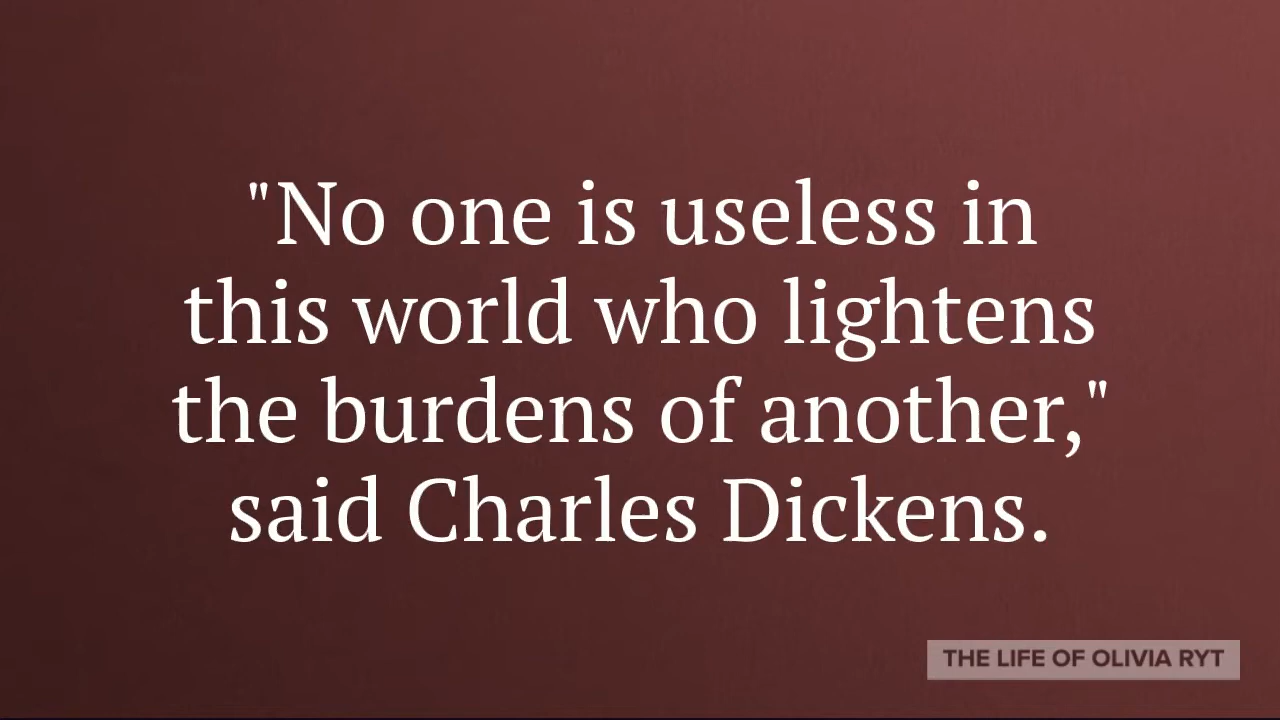 "No one is useless in
this world who lightens
the burdens of another,"
said Charles Dickens.
THE LIFE OF OLIVIA RYT